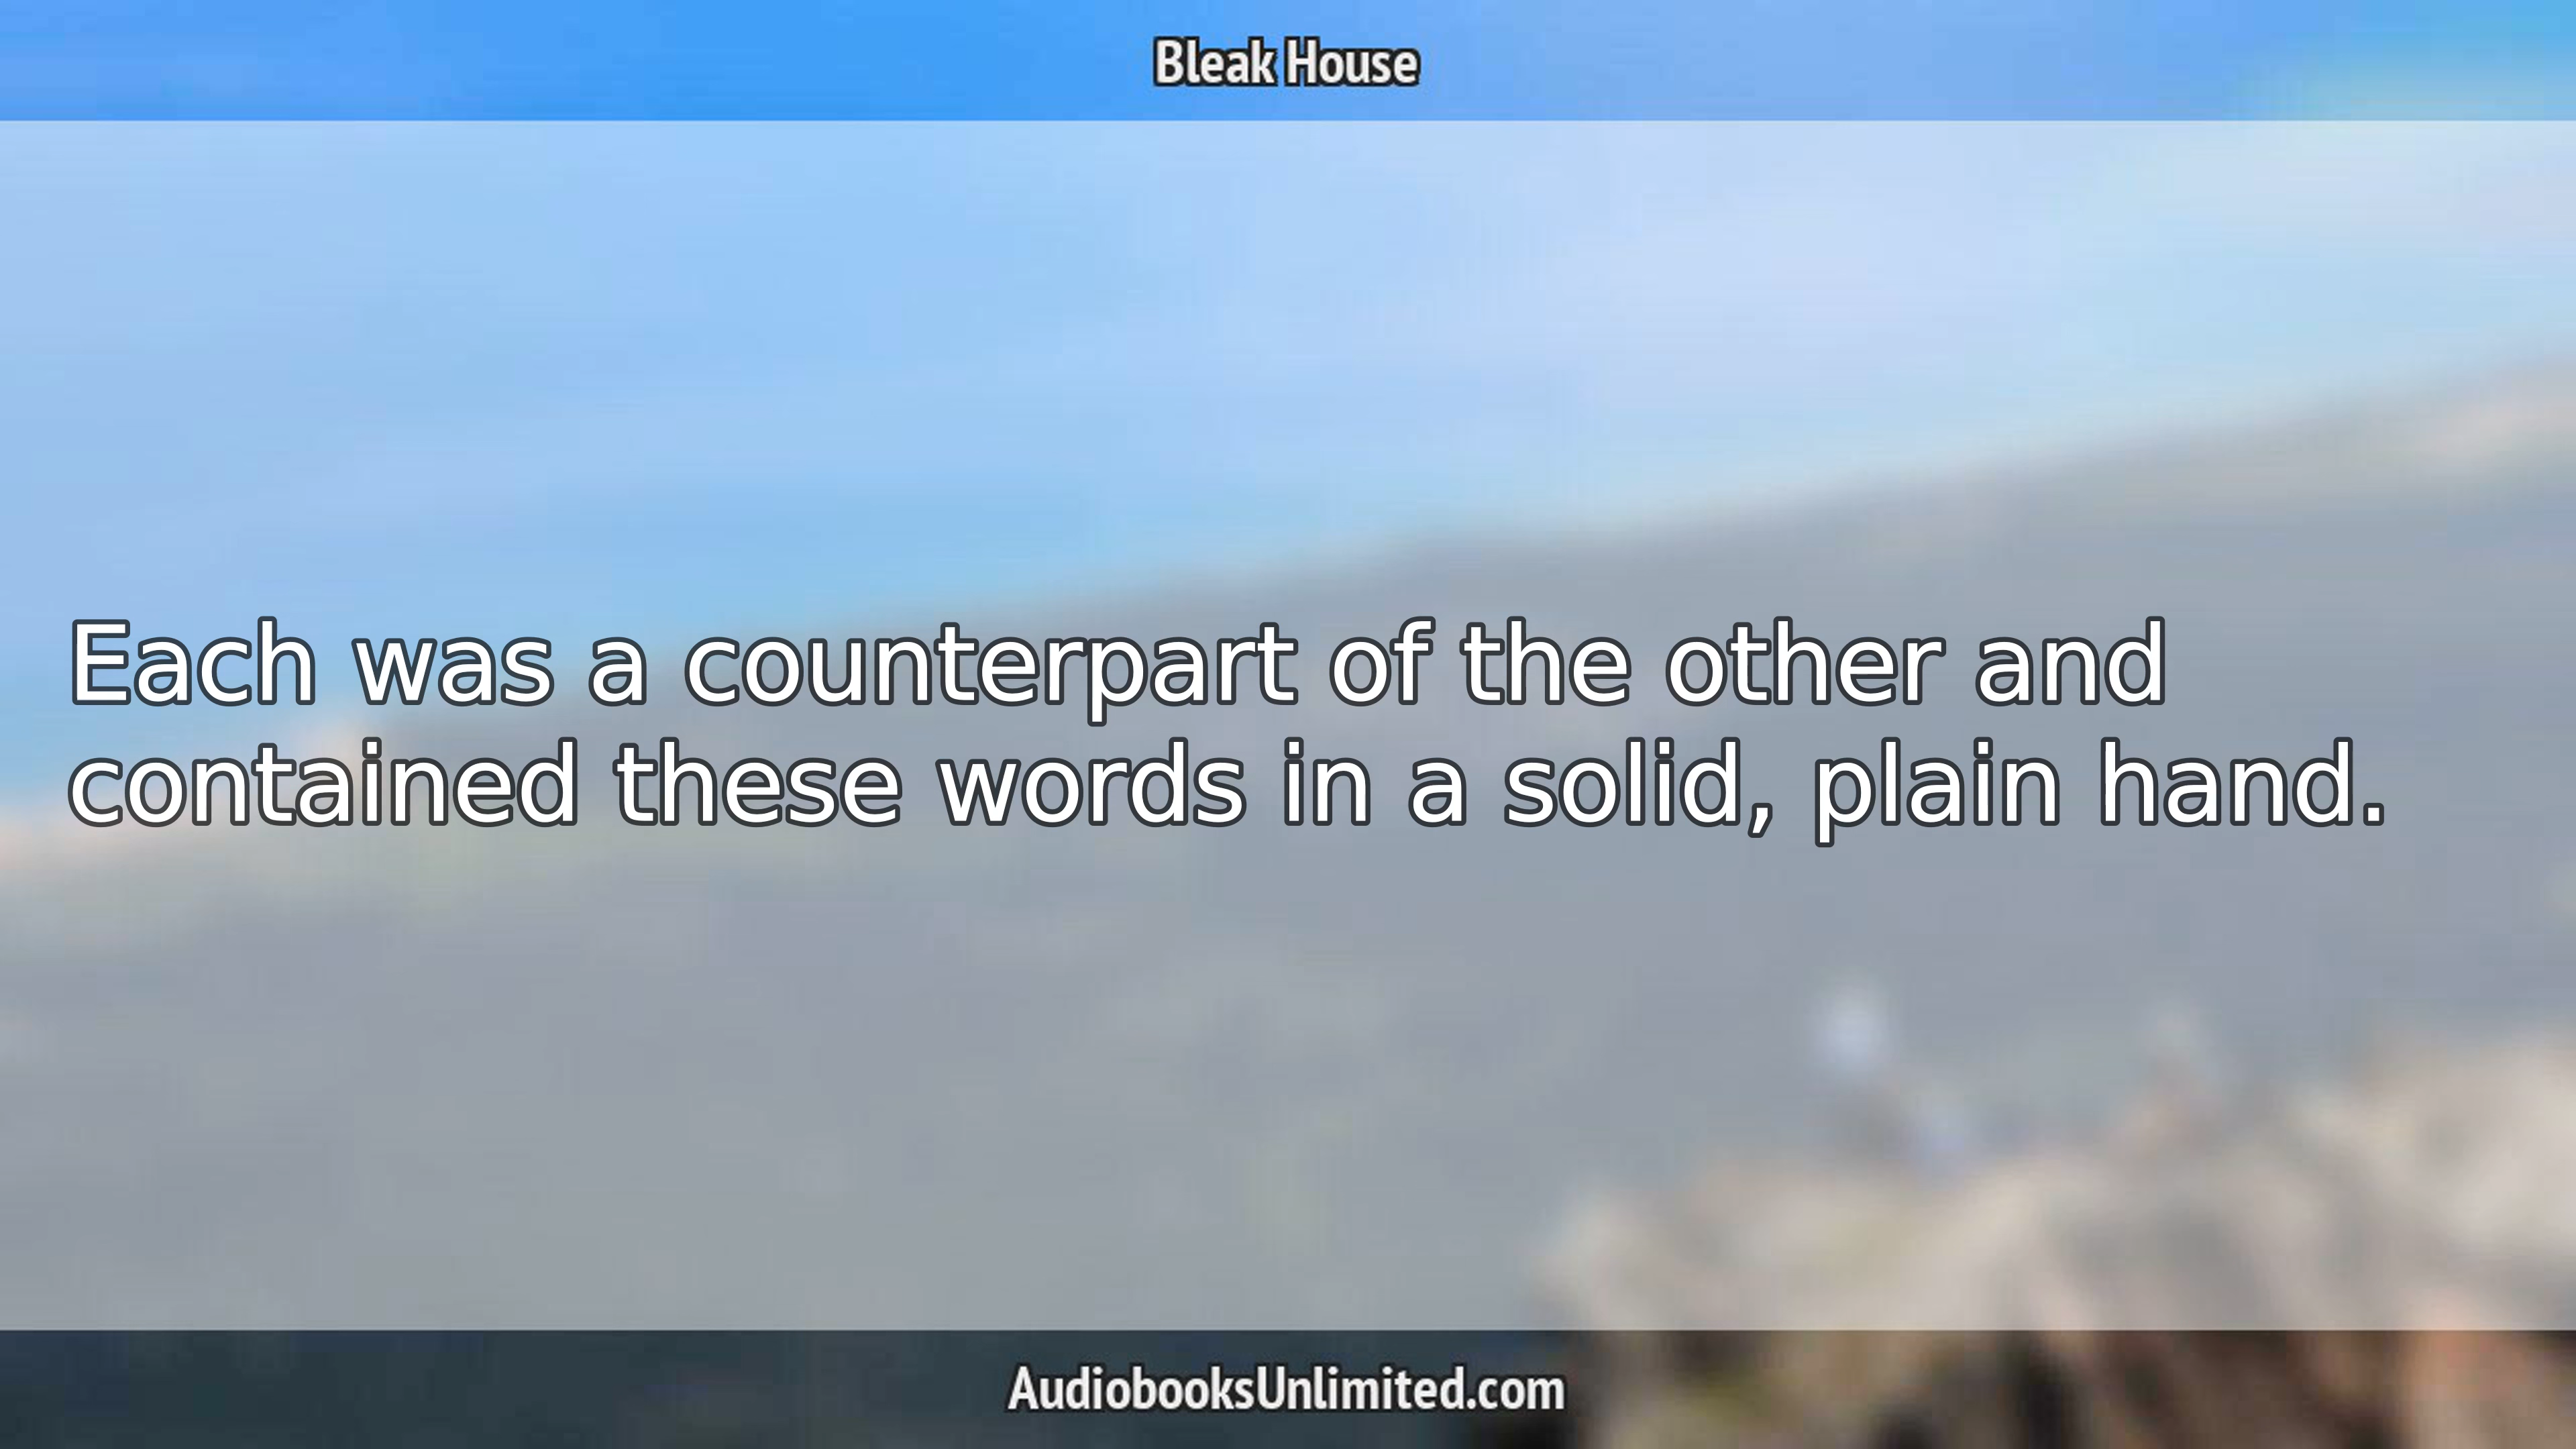 Bleak House
Each was a counterpart of the other and
contained these words in a solid, plain hand.
AudiobooksUnlimited.com